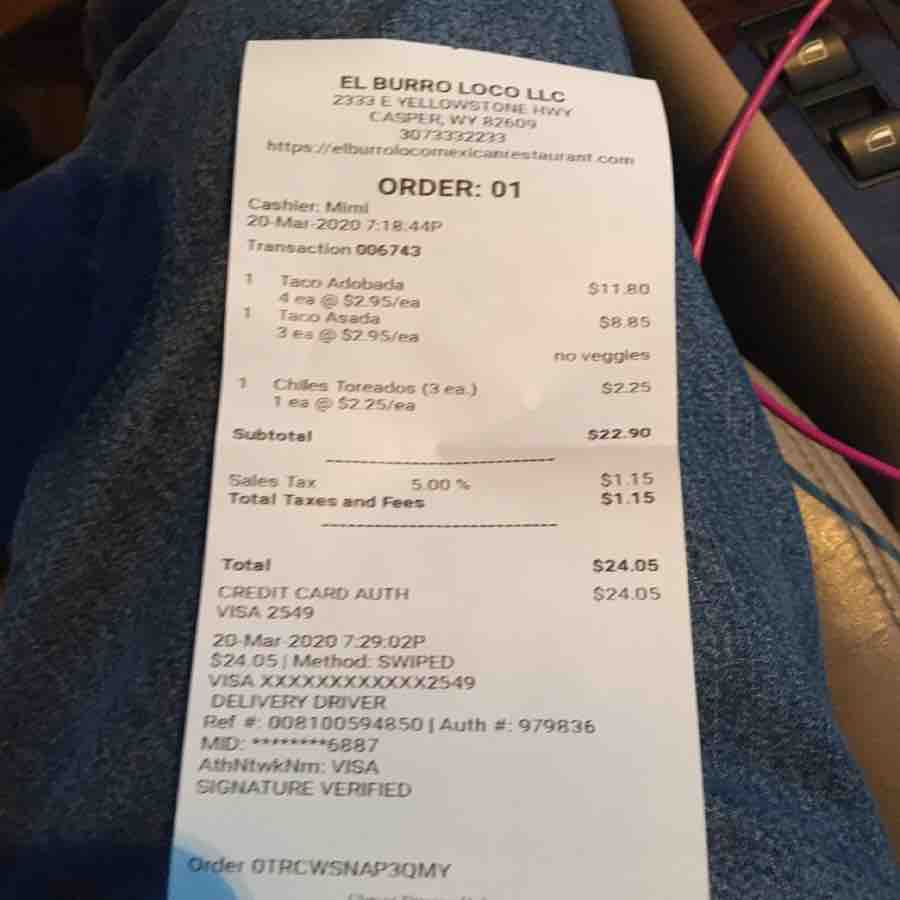 EL BURRO LOCO LLC
2333 E YELLOWSTONE HWY
CASPER, WY 82609
3073332233
https://elburrolocomexicanrestaurant.com
ORDER: 01
Cashier: Mimi
20-Mar-2020 7:18:44P
Transaction 006743
1 Taco Adobada $11.80
4 ea @ $2.95/ea
1 Taco Asada $8.85
3 ea @ $2.95/ea
no veggies
1 Chiles Toreados (3 ea.) $2.25
1 ea @ $2.25/ea
Subtotal $22.90
Sales Tax 5.00 % $1.15
Total Taxes and Fees $1.15
Total $24.05
CREDIT CARD AUTH $24.05
VISA 2549
20-Mar-2020 7:29:02P
$24.05 | Method: SWIPED
VISA XXXXXXXXXXXX2549
DELIVERY DRIVER
Ref #: 008100594850 | Auth #: 979836
MID: ********6887
AthNtwkNm: VISA
SIGNATURE VERIFIED
Order 0TRCWSNAP3QMY